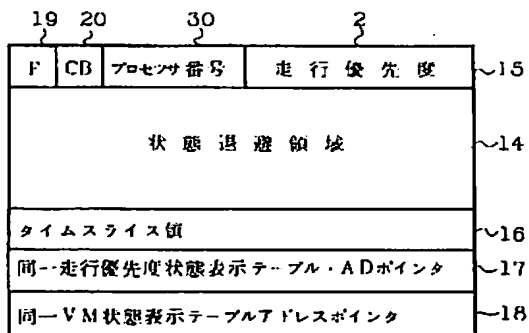 19 20 30 2
F CB プロセッサ番号 走行優先度 15
状態退避領域 14
タイムスライス値 16
同一走行優先度状態表示テーブル・ADポインタ 17
同一VM状態表示テーブルアドレスポインタ 18